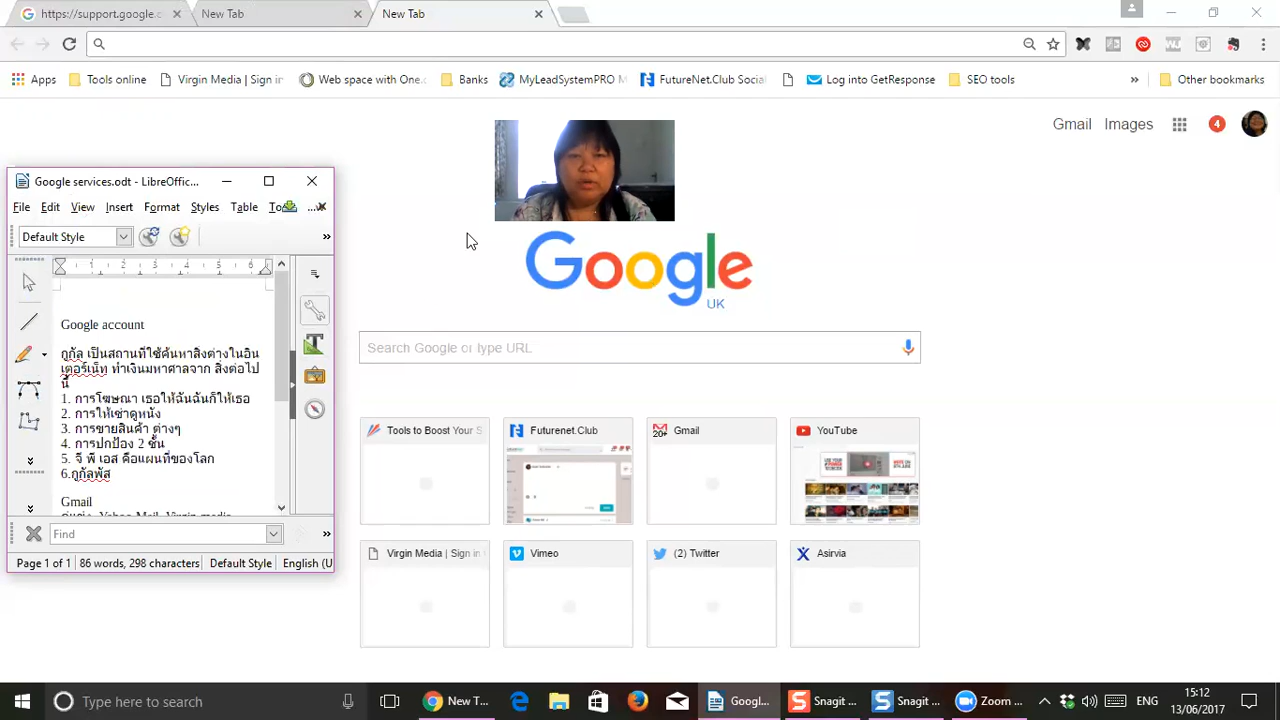 https://support.google.c
New Tab
New Tab
Apps
Tools online
Virgin Media | Sign in
Web space with One.
Banks
MyLeadSystemPRO M
FutureNet.Club Social
Log into GetResponse
SEO tools
»
Other bookmarks
Gmail
Images
4
Google services.odt - LibreOffic...
File Edit View Insert Format Styles Table To
Default Style
1 2 3 4 5 6
Google account
กูกัล เป็นสถานที่ใช้ค้นหาสิ่งต่างในอิน
เตอร์เน็ท ทำเงินมหาศาลจาก สิ่งต่อไป
นี้
1. การโฆษณา เธอให้ฉันฉันก็ให้เธอ
2. การให้เช่าดูหนัง
3. การขายสินค้า ต่างๆ
4. การปกป้อง 2 ชั้น
5. จี พี เอส คือแผนที่ของโลก
6.กูกัลพัส
Gmail
Find
Page 1 of 1
86 words, 298 characters
Default Style
English (U
Google
UK
Search Google or type URL
Tools to Boost Your S
Futurenet.Club
20+
Gmail
YouTube
Virgin Media | Sign in
Vimeo
(2) Twitter
Asirvia
Type here to search
New T...
Googl...
Snagit ...
Snagit ...
Zoom ...
ENG
15:12
13/06/2017